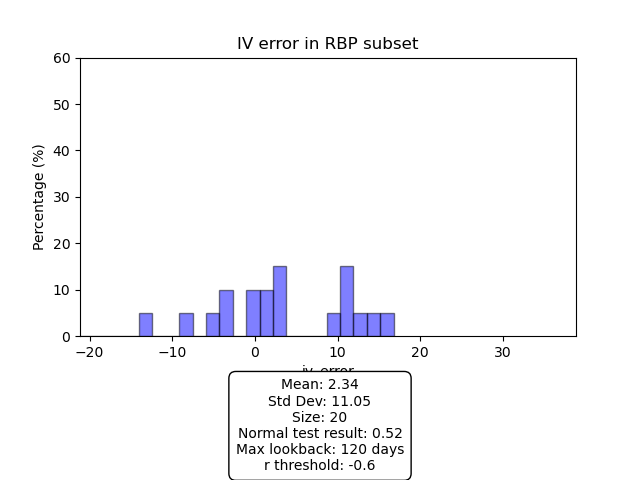 IV error in RBP subset
60
50
40
30
20
10
0
Percentage (%)
−20 −10 0 10 20 30
iv_error
Mean: 2.34
Std Dev: 11.05
Size: 20
Normal test result: 0.52
Max lookback: 120 days
r threshold: -0.6